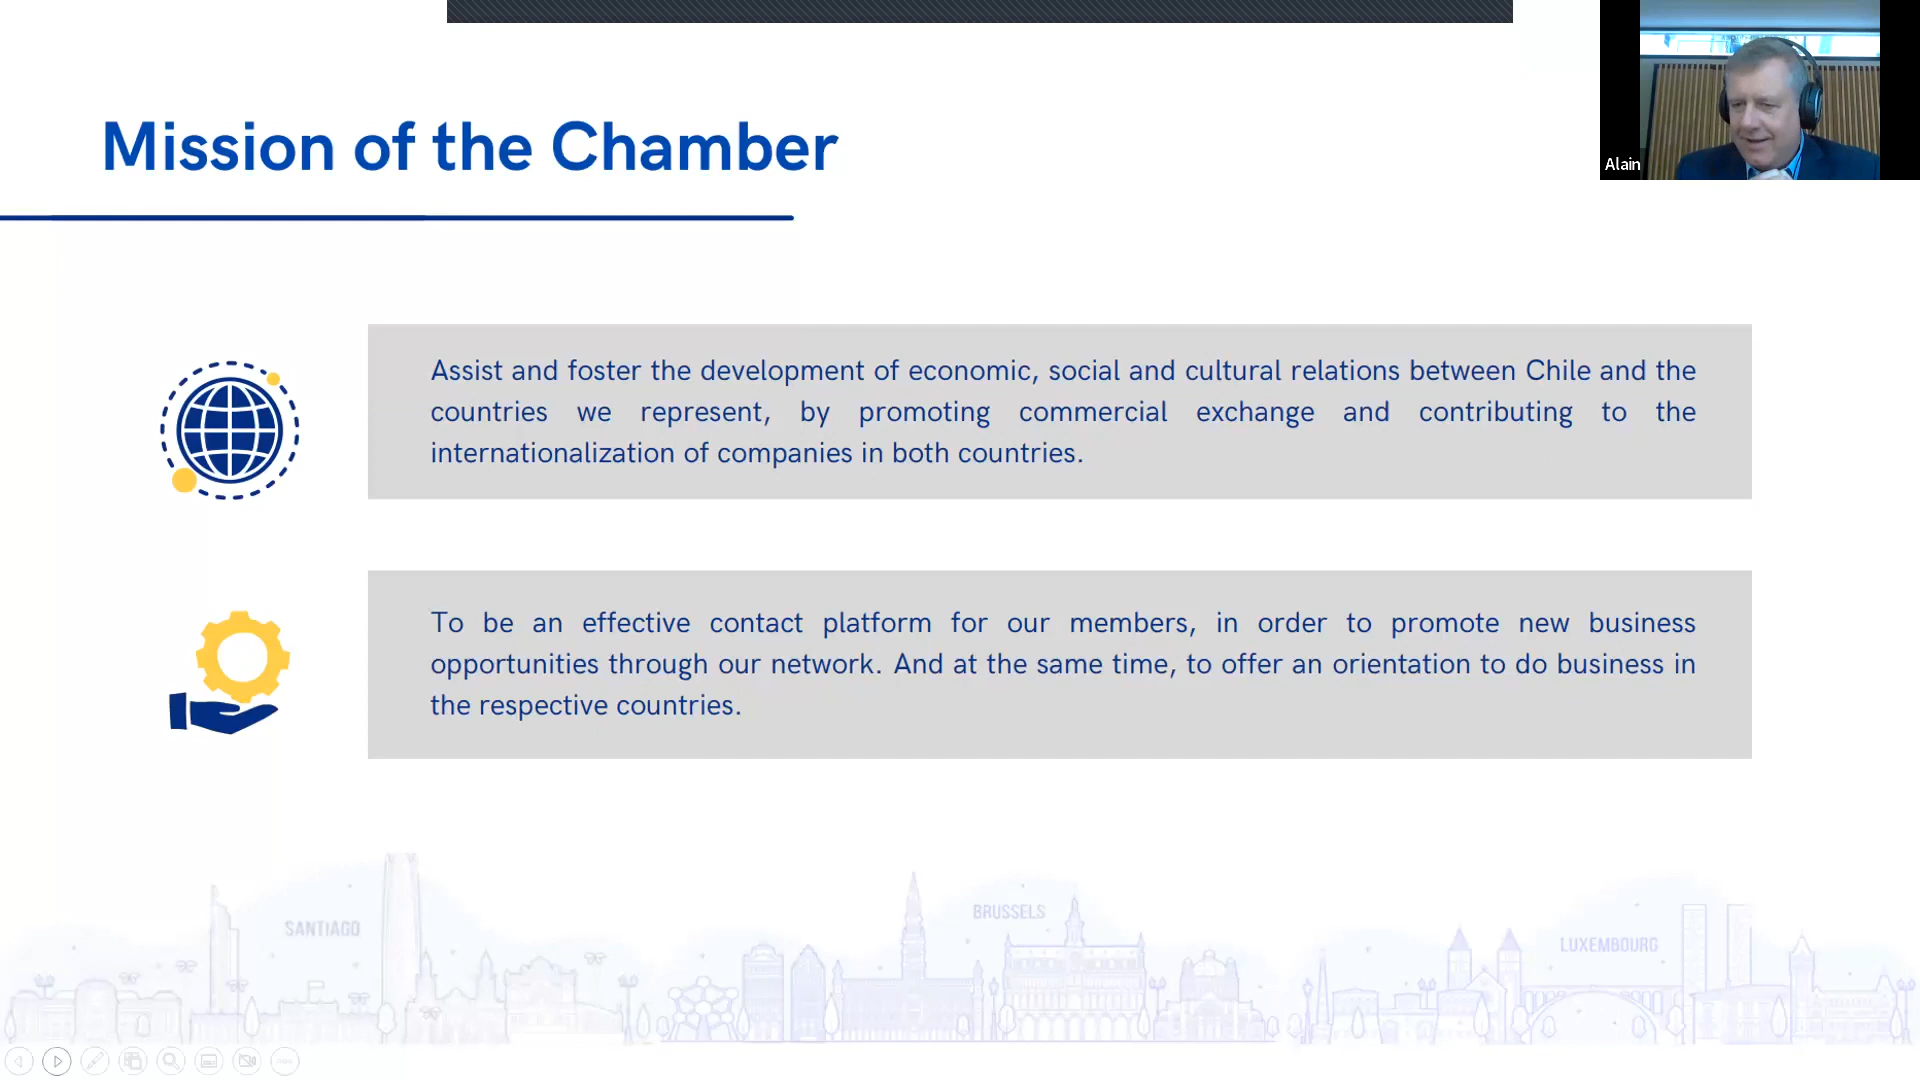 Mission of the Chamber
Alain
Assist and foster the development of economic, social and cultural relations between Chile and the
countries we represent, by promoting commercial exchange and contributing to the
internationalization of companies in both countries.
To be an effective contact platform for our members, in order to promote new business
opportunities through our network. And at the same time, to offer an orientation to do business in
the respective countries.
SANTIAGO
BRUSSELS
LUXEMBOURG